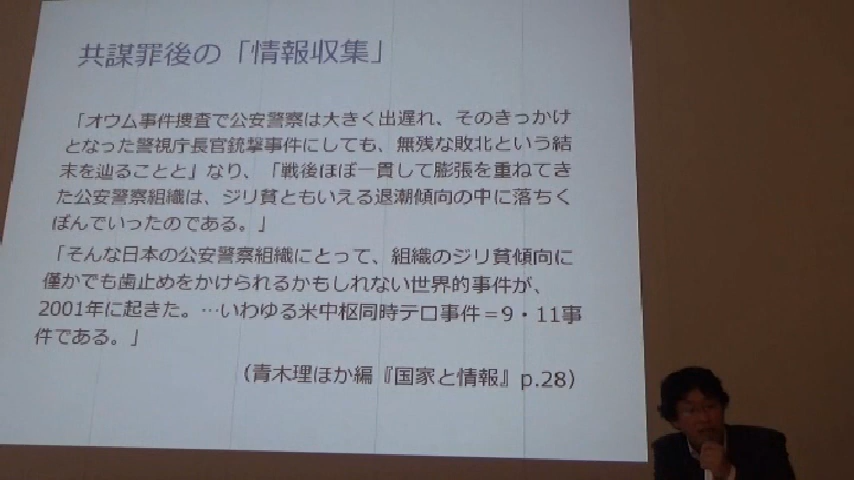 共謀罪後の「情報収集」
「オウム事件捜査で公安警察は大きく出遅れ、そのきっかけ
となった警視庁長官銃撃事件にしても、無残な敗北という結
末を辿ることと」なり、「戦後ほぼ一貫して膨張を重ねてき
た公安警察組織は、ジリ貧ともいえる退潮傾向の中に落ちく
ぼんでいったのである。」
「そんな日本の公安警察組織にとって、組織のジリ貧傾向に
僅かでも歯止めをかけられるかもしれない世界的事件が、
2001年に起きた。…いわゆる米中枢同時テロ事件＝9・11事
件である。」
（青木理ほか編『国家と情報』p.28）